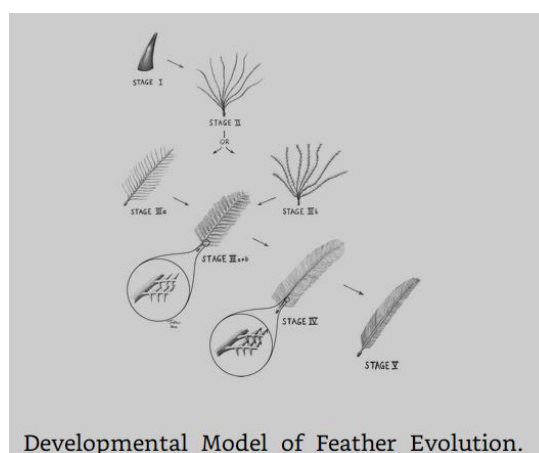 STAGE I
STAGE II
OR
STAGE IIIa
STAGE IIIb
STAGE IIIa+b
STAGE IV
STAGE V
Developmental Model of Feather Evolution.